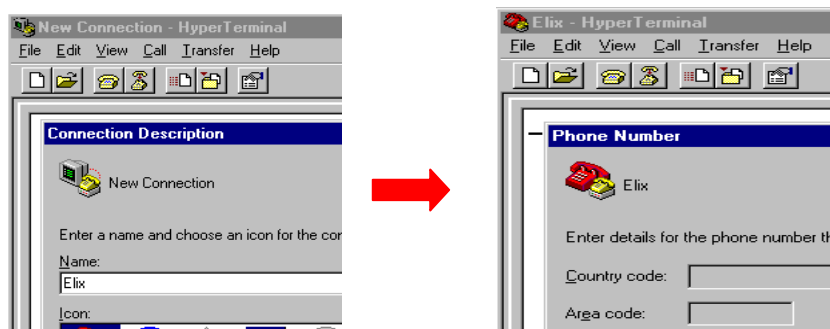 New Connection - HyperTerminal
File Edit View Call Transfer Help
Connection Description
New Connection
Enter a name and choose an icon for the
Name:
Elix
Icon:
Elix - HyperTerminal
File Edit View Call Transfer Help
Phone Number
Elix
Enter details for the phone number
Country code:
Area code: